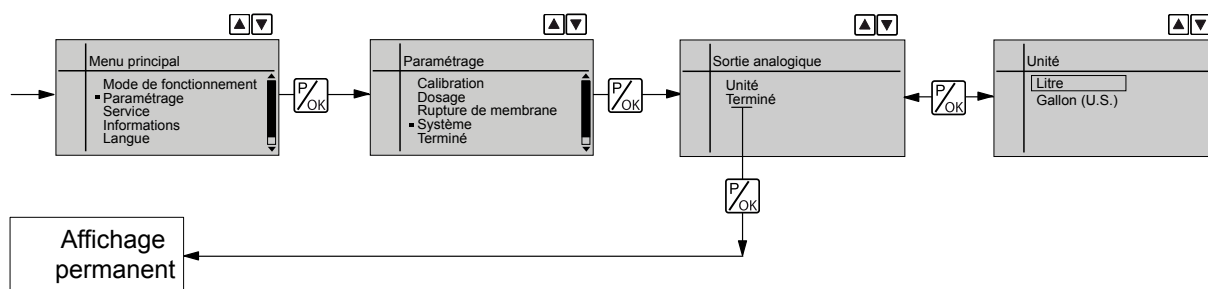 Menu principal
Mode de fonctionnement
Paramétrage
Service
Informations
Langue
P/OK
Paramétrage
Calibration
Dosage
Rupture de membrane
Système
Terminé
P/OK
Sortie analogique
Unité
Terminé
P/OK
Unité
Litre
Gallon (U.S.)
P/OK
Affichage
permanent